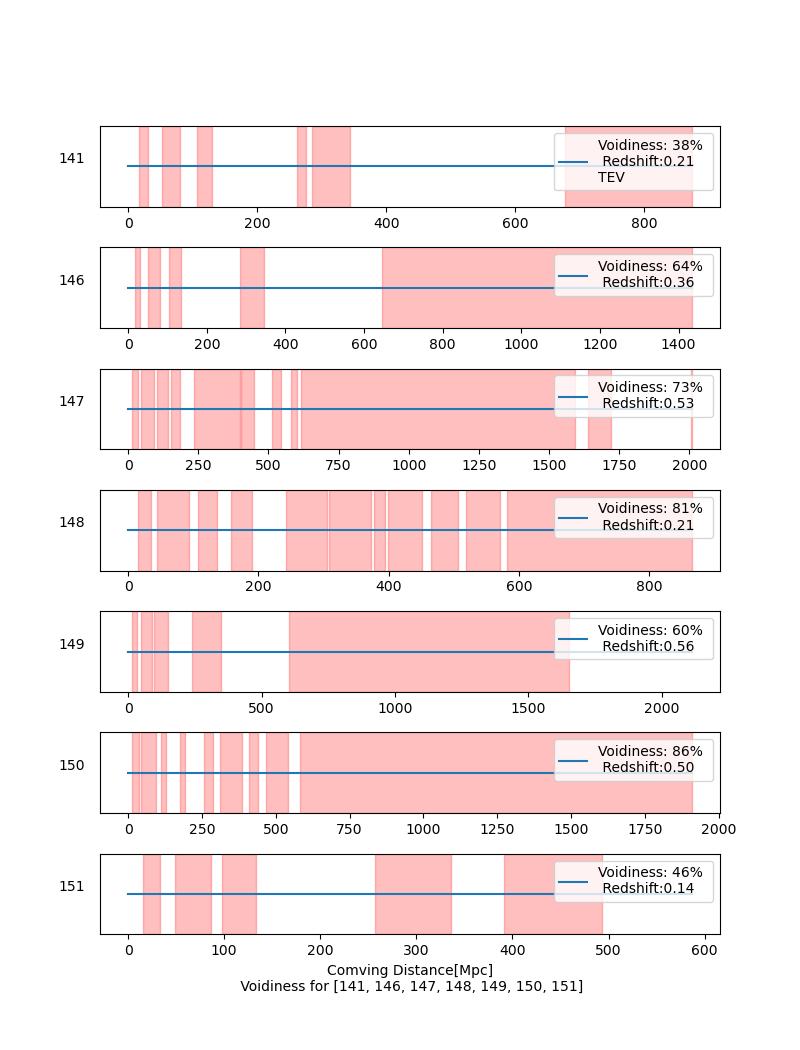 141
Voidiness: 38%
Redshift:0.21
TEV
0 200 400 600 800
146
Voidiness: 64%
Redshift:0.36
0 200 400 600 800 1000 1200 1400
147
Voidiness: 73%
Redshift:0.53
0 250 500 750 1000 1250 1500 1750 2000
148
Voidiness: 81%
Redshift:0.21
0 200 400 600 800
149
Voidiness: 60%
Redshift:0.56
0 500 1000 1500 2000
150
Voidiness: 86%
Redshift:0.50
0 250 500 750 1000 1250 1500 1750 2000
151
Voidiness: 46%
Redshift:0.14
0 100 200 300 400 500 600
Comving Distance[Mpc]
Voidiness for [141, 146, 147, 148, 149, 150, 151]